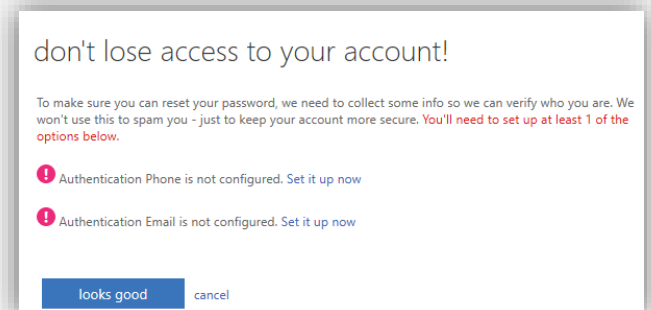 don't lose access to your account!
To make sure you can reset your password, we need to collect some info so we can verify who you are. We
won't use this to spam you - just to keep your account more secure. You'll need to set up at least 1 of the
options below.
! Authentication Phone is not configured. Set it up now
! Authentication Email is not configured. Set it up now
looks good cancel